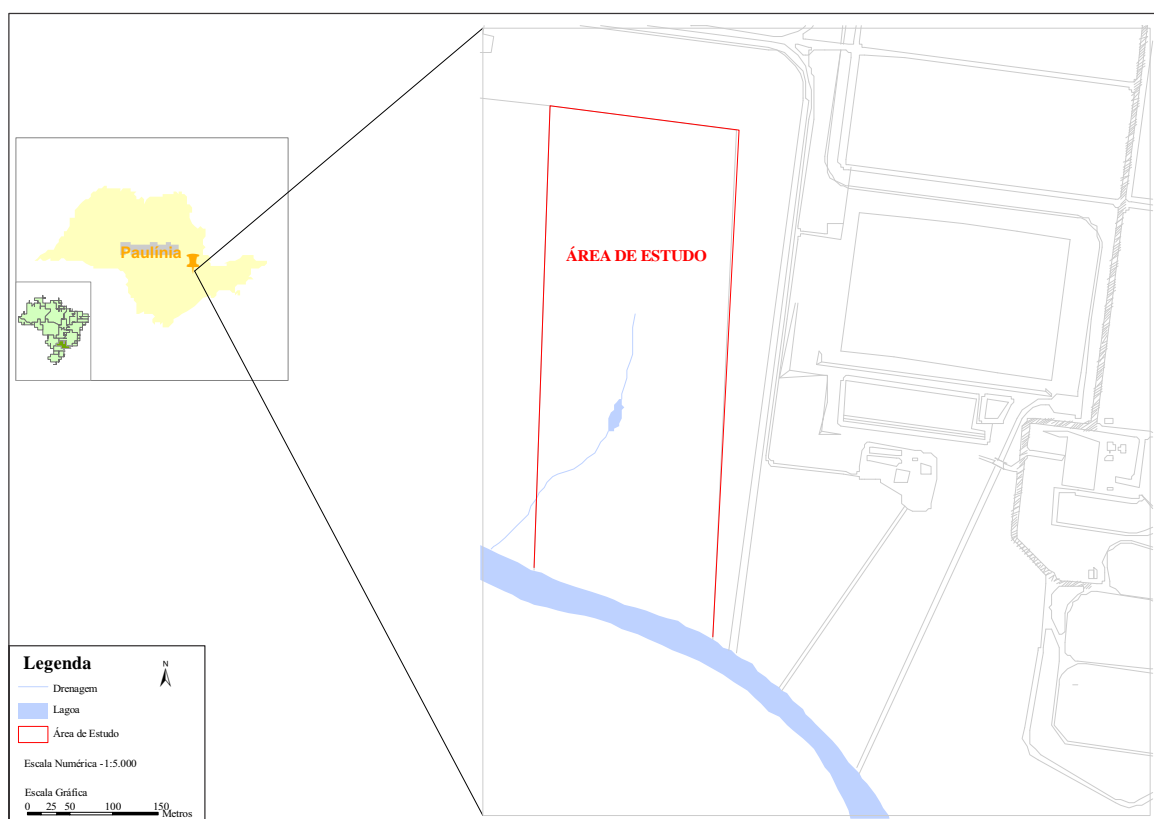 Paulínia
ÁREA DE ESTUDO
Legenda
N
Drenagem
Lagoa
Área de Estudo
Escala Numérica - 1:5.000
Escala Gráfica
0 25 50 100 150
Metros